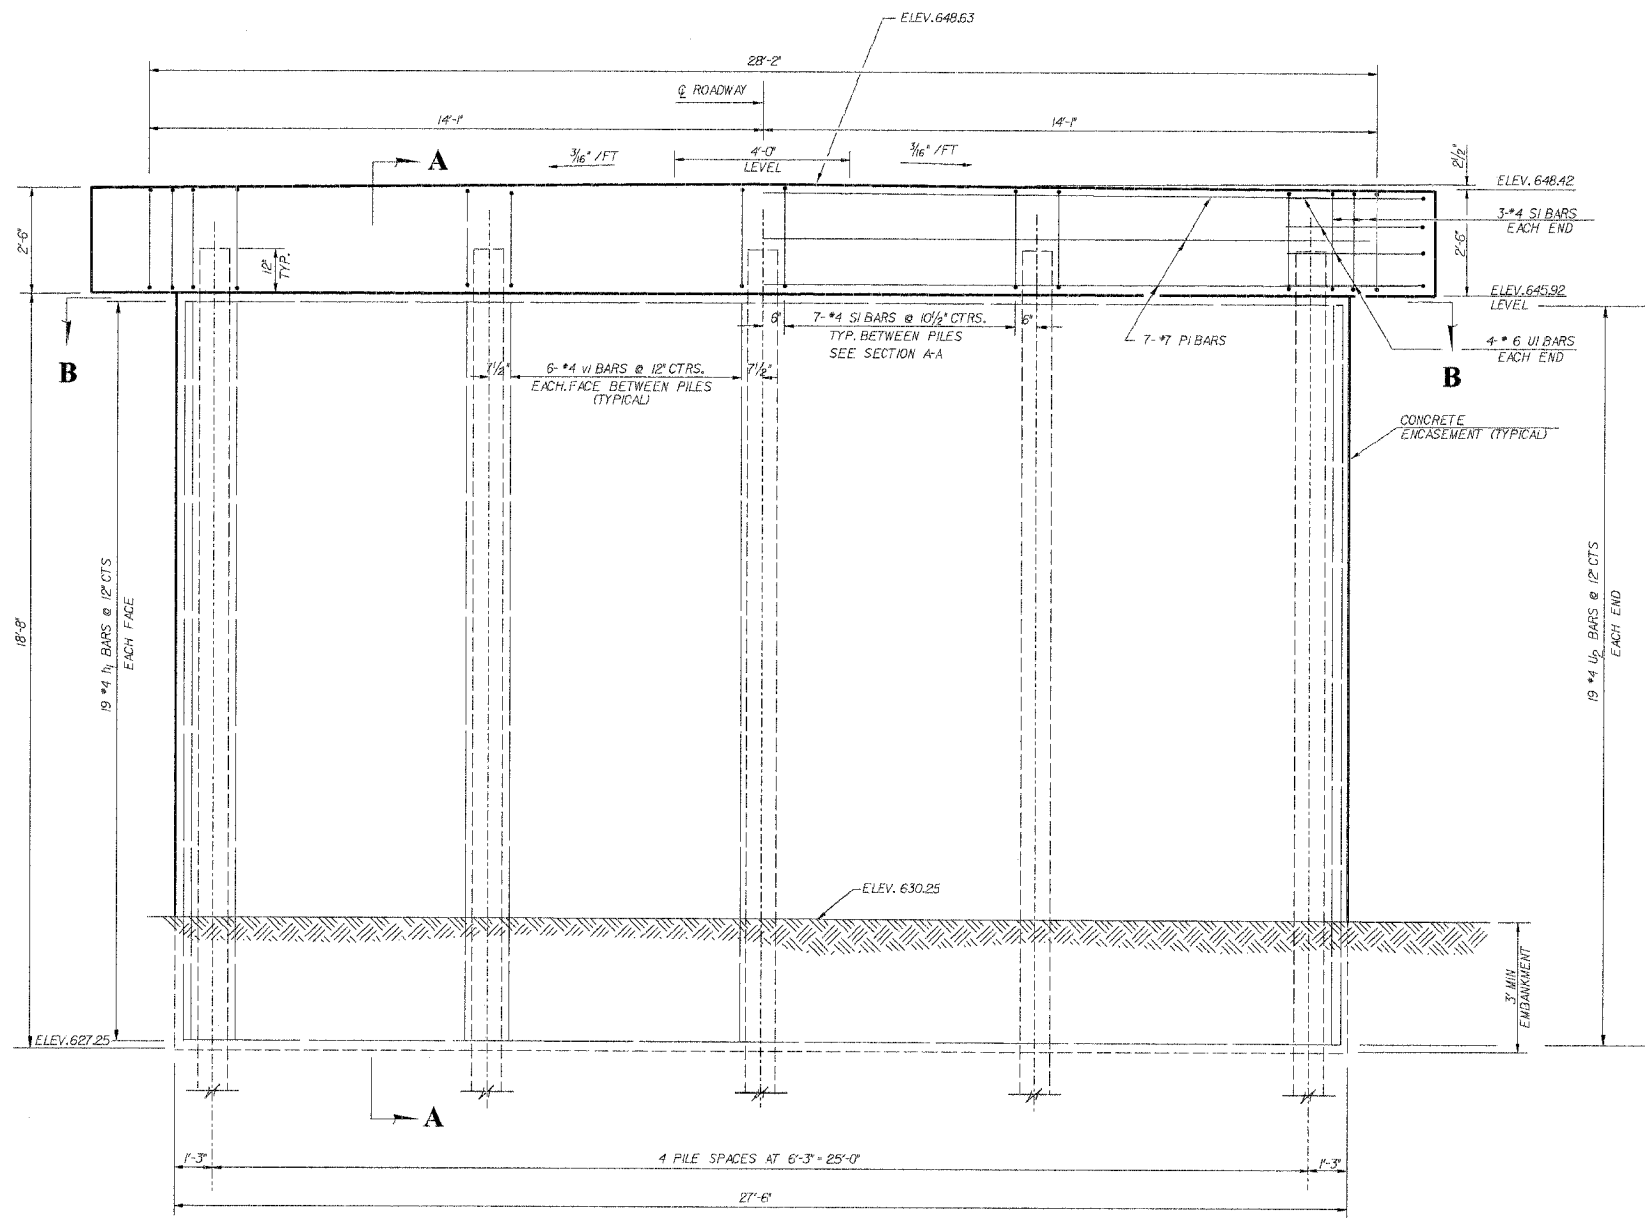 ELEV. 648.63
28'-2"
℄ ROADWAY
14'-1"
14'-1"
A
3/16" /FT
4'-0"
LEVEL
3/16" /FT
2 1/2"
ELEV. 648.42
3-#4 S1 BARS
EACH END
2'-6"
12"
TYP.
2'-6"
ELEV. 645.92
LEVEL
6"
7-#4 S1 BARS @ 10 1/2" CTRS.
TYP. BETWEEN PILES
SEE SECTION A-A
6"
7-#7 P1 BARS
4-#6 U1 BARS
EACH END
B
B
7 1/2"
6-#4 V1 BARS @ 12" CTRS.
EACH. FACE BETWEEN PILES
(TYPICAL)
7 1/2"
CONCRETE
ENCASEMENT (TYPICAL)
18'-8"
19 #4 h1 BARS @ 12" CTS
EACH FACE
19 #4 U2 BARS @ 12" CTS
EACH END
ELEV. 630.25
3' MIN
EMBANKMENT
ELEV. 627.25
A
1'-3"
4 PILE SPACES AT 6'-3" = 25'-0"
1'-3"
27'-6"